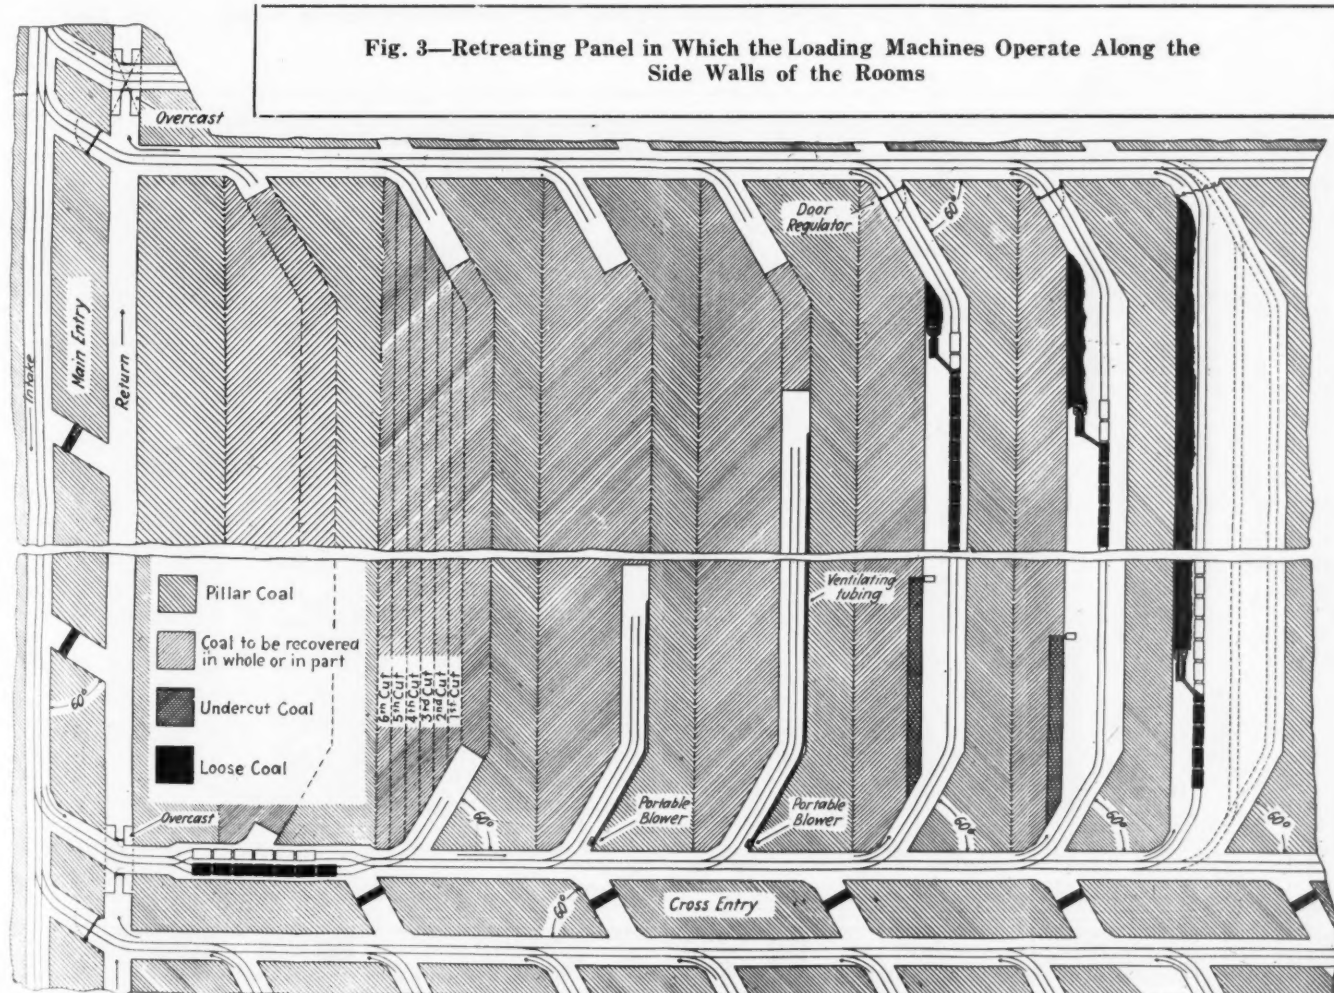 Fig. 3—Retreating Panel in Which the Loading Machines Operate Along the
Side Walls of the Rooms
Overcast
Door
Regulator
60°
Main Entry
Intake
Return
Ventilating
tubing
Pillar Coal
Coal to be recovered
in whole or in part
Undercut Coal
Loose Coal
6th Cut
5th Cut
4th Cut
3rd Cut
2nd Cut
1st Cut
60°
Overcast
60°
Portable
Blower
Portable
Blower
60°
60°
60°
60°
Cross Entry